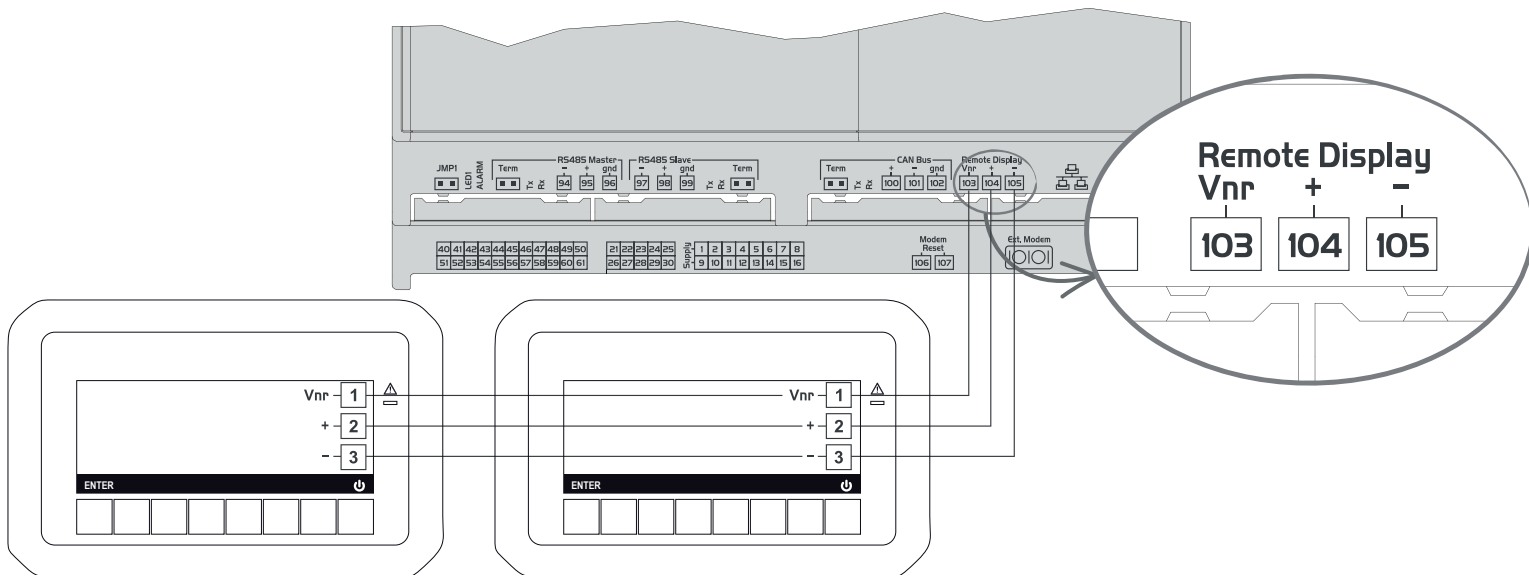 JMP1
LED1
ALARM
Term
Tx
Rx
RS485 Master
- + gnd
94 95 96
RS485 Slave
- + gnd
97 98 99
Tx
Rx
Term
Term
Tx
Rx
CAN Bus
+ - gnd
100 101 102
Remote Display
Vnr + -
103 104 105
40 41 42 43 44 45 46 47 48 49 50
51 52 53 54 55 56 57 58 59 60 61
21 22 23 24 25
26 27 28 29 30
Supply
1 2 3 4 5 6 7 8
9 10 11 12 13 14 15 16
Modem
Reset
106 107
Ext. Modem
IOIOI
Remote Display
Vnr + -
103 104 105
Vnr 1
+ 2
- 3
ENTER
Vnr 1
+ 2
- 3
ENTER